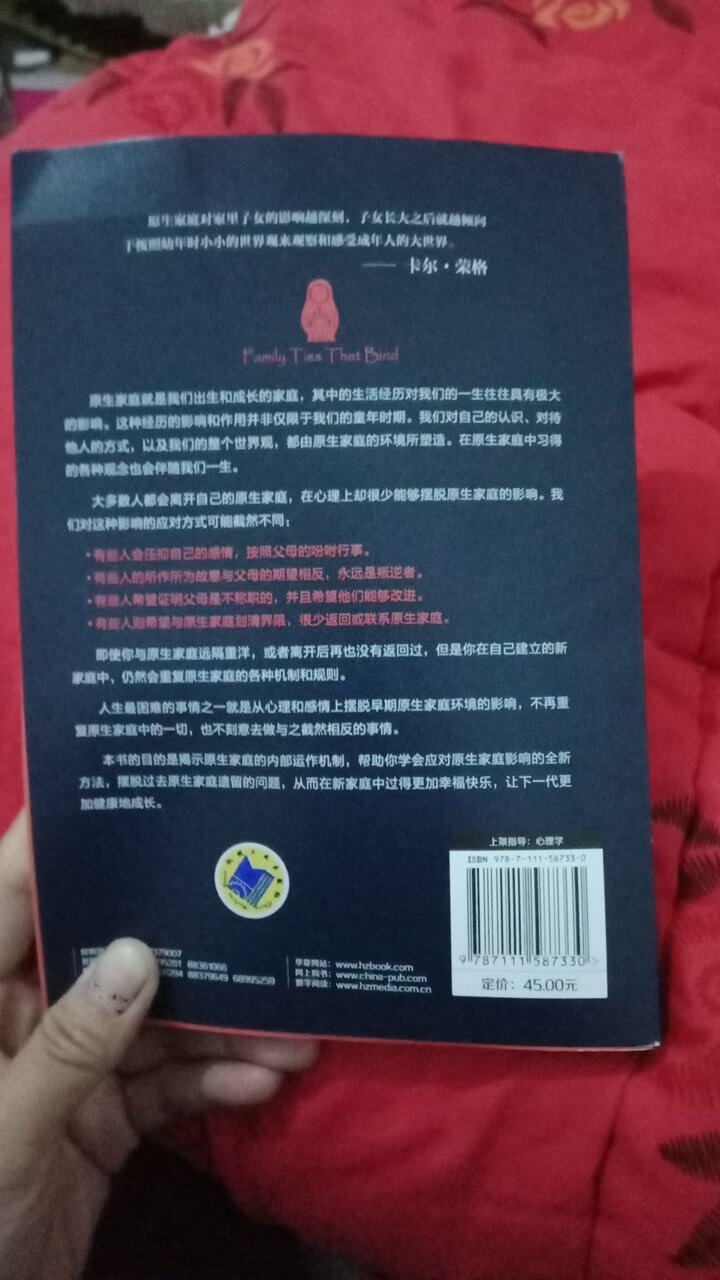 原生家庭对家里子女的影响越深刻，子女长大之后就越倾向
于按照幼年时小小的世界观来观察和感受成年人的大世界。
—— 卡尔·荣格
Family Ties That Bind
原生家庭就是我们出生和成长的家庭，其中的生活经历对我们的一生往往具有极大
的影响。这种经历的影响和作用并非仅限于我们的童年时期。我们对自己的认识、对待
他人的方式，以及我们的整个世界观，都由原生家庭的环境所塑造。在原生家庭中习得
的各种观念也会伴随我们一生。
大多数人都会离开自己的原生家庭，在心理上却很少能够摆脱原生家庭的影响。我
们对这种影响的应对方式可能截然不同：
·有些人会压抑自己的感情，按照父母的吩咐行事。
·有些人的所作所为故意与父母的期望相反，永远是叛逆者。
·有些人希望证明父母是不称职的，并且希望他们能够改进。
·有些人则希望与原生家庭划清界限，很少返回或联系原生家庭。
即使你与原生家庭远隔重洋，或者离开后再也没有返回过，但是你在自己建立的新
家庭中，仍然会重复原生家庭的各种机制和规则。
人生最困难的事情之一就是从心理和感情上摆脱早期原生家庭环境的影响，不再重
复原生家庭中的一切，也不刻意去做与之截然相反的事情。
本书的目的是揭示原生家庭的内部运作机制，帮助你学会应对原生家庭影响的全新
方法，摆脱过去原生家庭遗留的问题，从而在新家庭中过得更加幸福快乐，让下一代更
加健康地成长。
上架指导：心理学
ISBN 978-7-111-58733-0
9 787111 587330 >
定价：45.00元
79007
88361066
88379649 68995259
华章网站：www.hzbook.com
网上购书：www.china-pub.com
数字阅读：www.hzmedia.com.cn